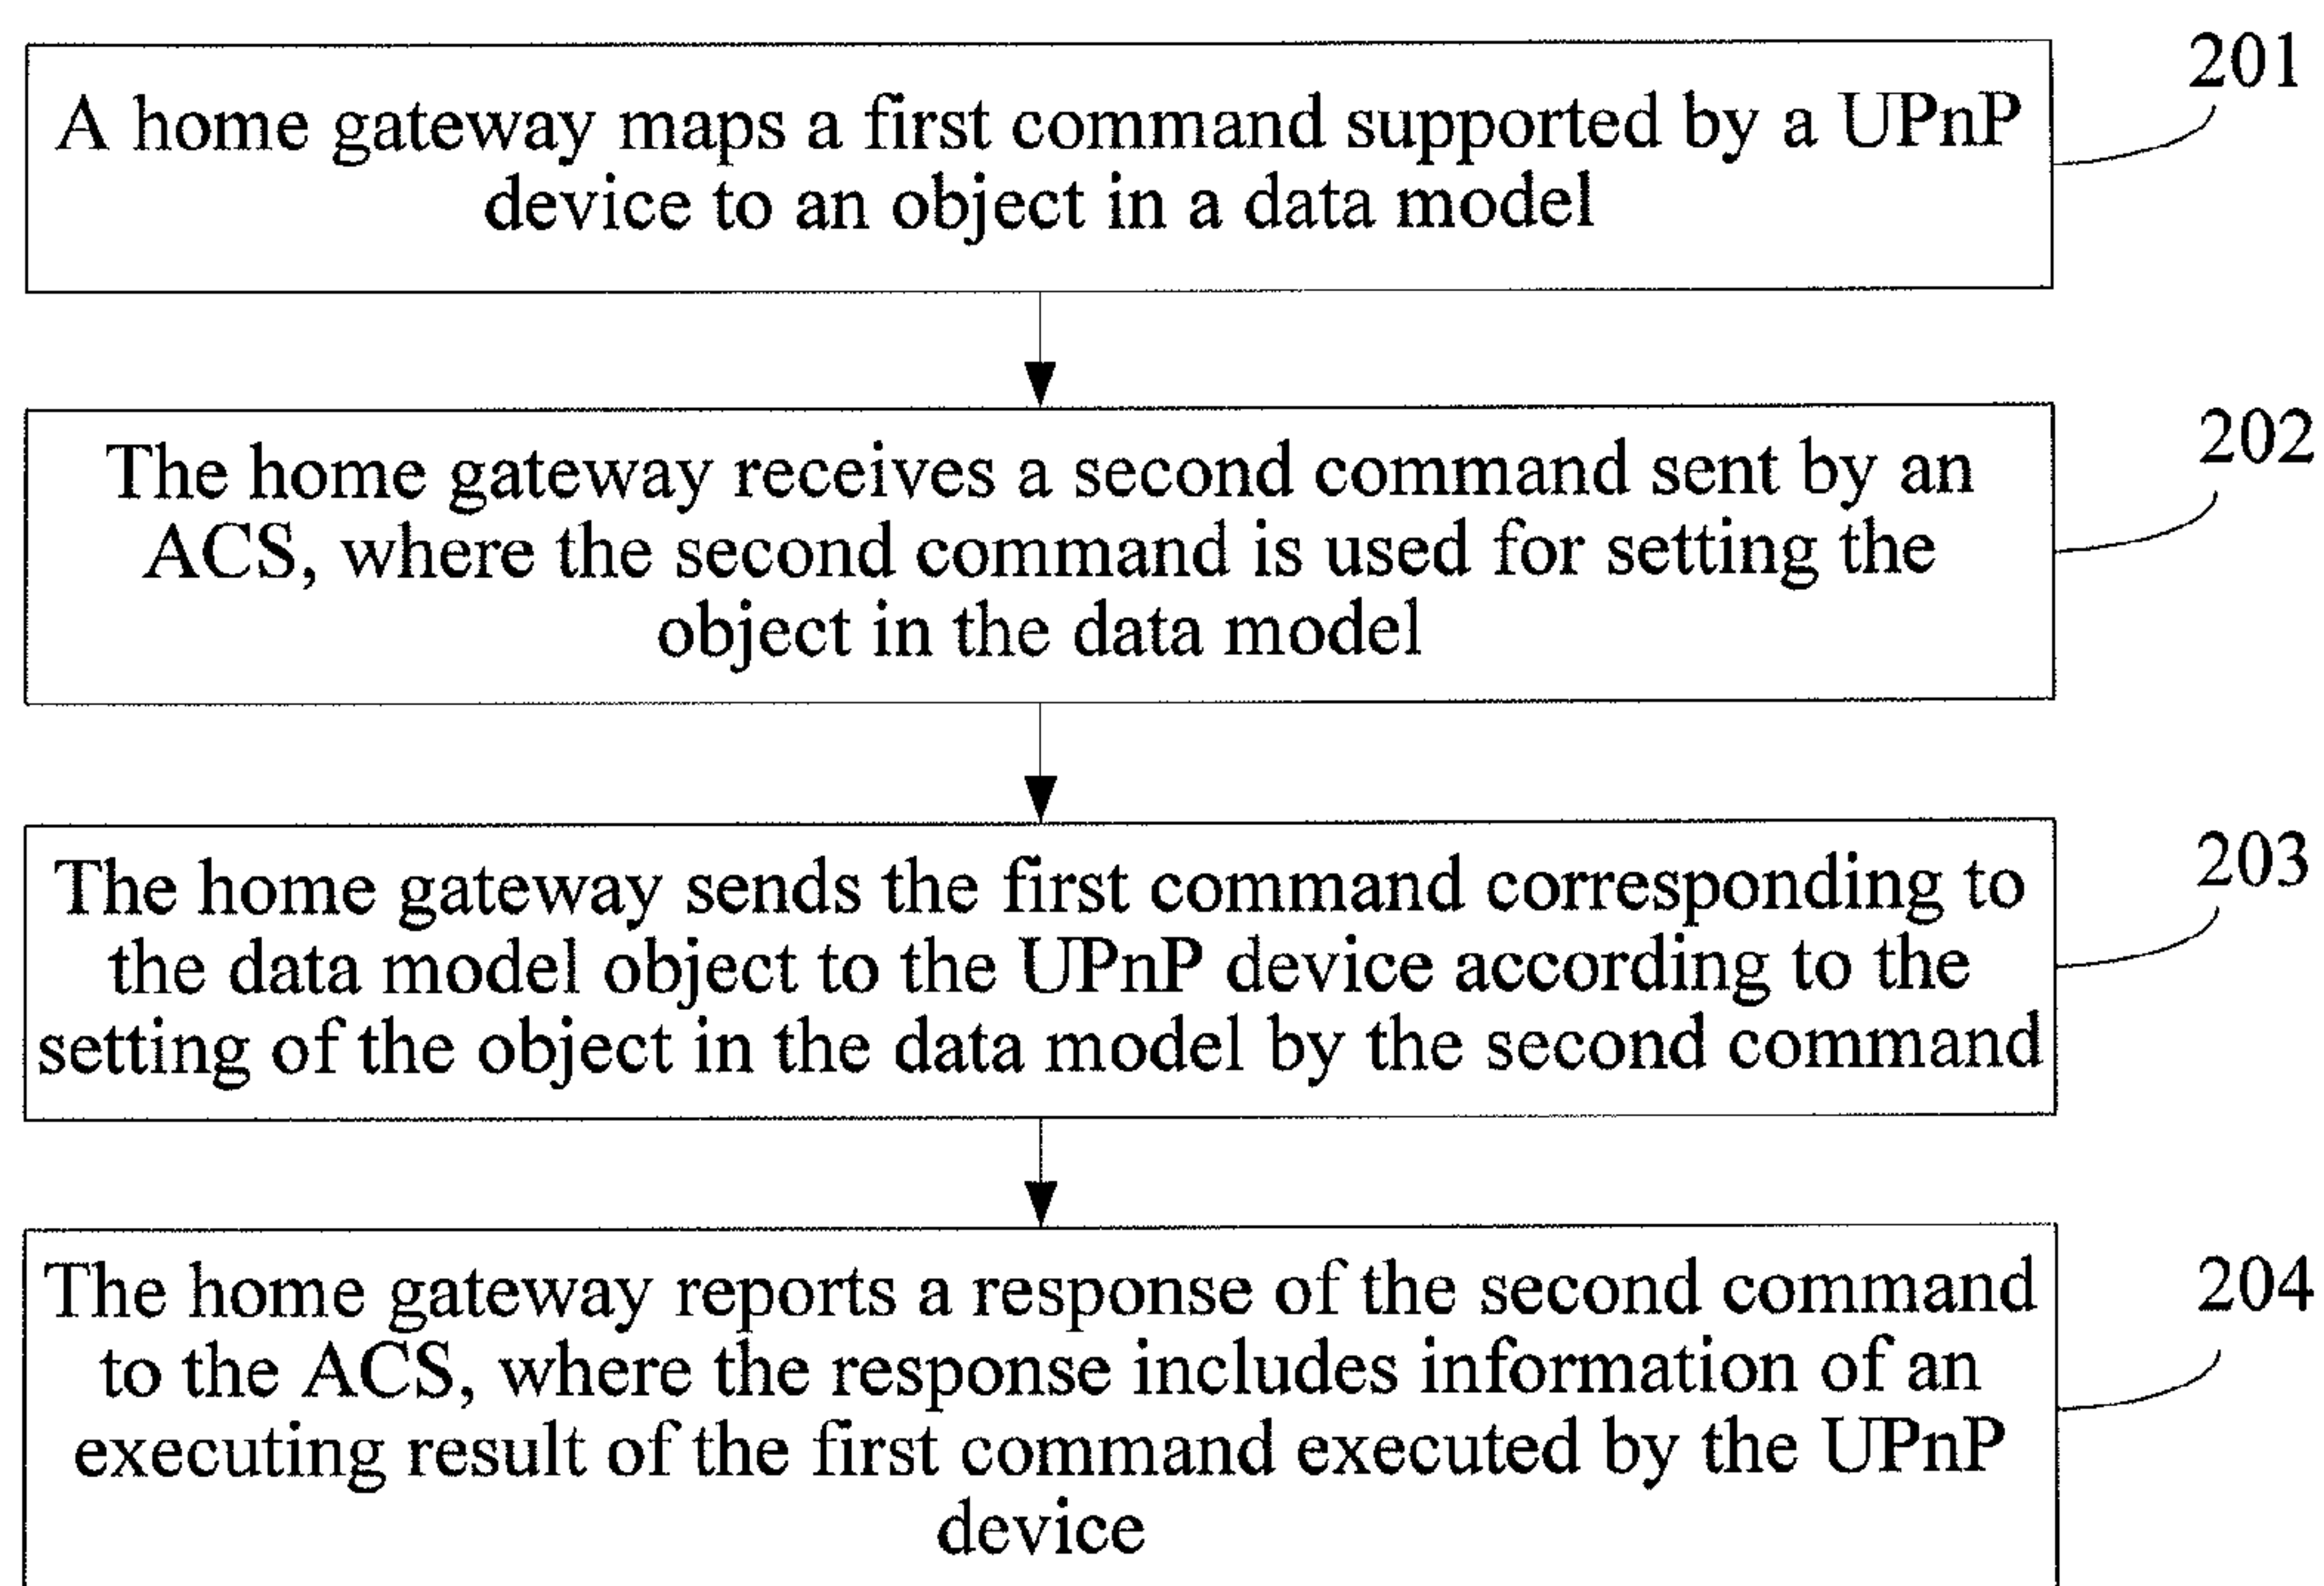 A home gateway maps a first command supported by a UPnP
device to an object in a data model
201
The home gateway receives a second command sent by an
ACS, where the second command is used for setting the
object in the data model
202
The home gateway sends the first command corresponding to
the data model object to the UPnP device according to the
setting of the object in the data model by the second command
203
The home gateway reports a response of the second command
to the ACS, where the response includes information of an
executing result of the first command executed by the UPnP
device
204